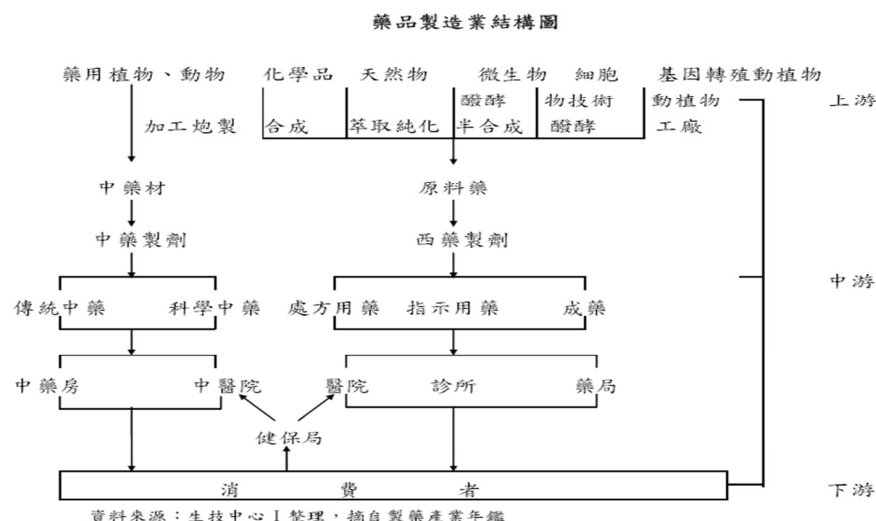 藥品製造業結構圖
藥用植物、動物 化學品 天然物 微生物 細胞 基因轉殖動植物
醱酵 物技術 動植物 上游
加工炮製 合成 萃取純化 半合成 醱酵 工廠
中藥材 原料藥
中藥製劑 西藥製劑
中游
傳統中藥 科學中藥 處方用藥 指示用藥 成藥
中藥房 中醫院 醫院 診所 藥局
健保局
消費者 下游
資料來源：生技中心I整理，摘自製藥產業年鑑